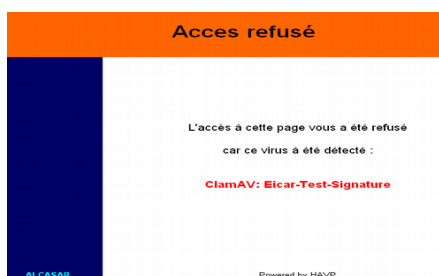 Acces refusé
L'accès à cette page vous a été refusé
car ce virus à été détecté :
ClamAV: Eicar-Test-Signature
ALCASAR
Powered by HAVP